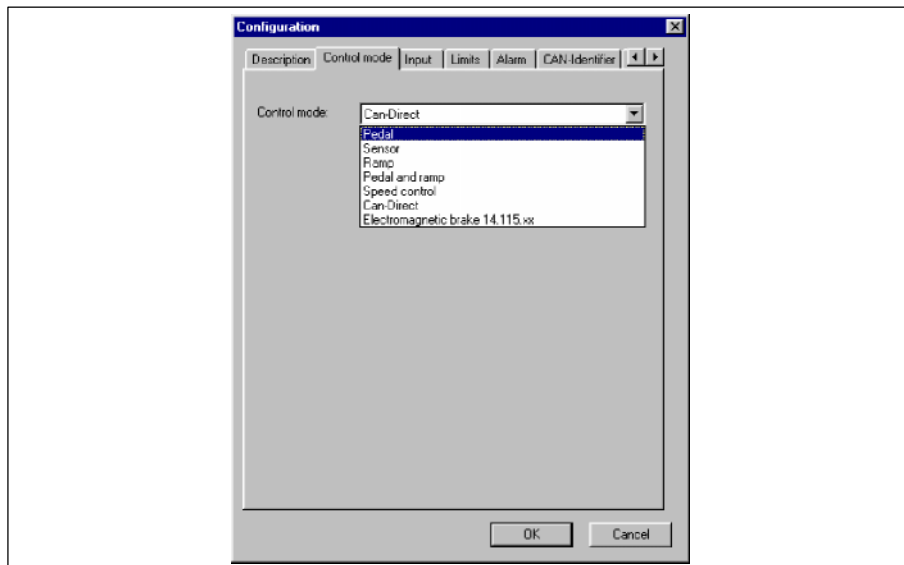 Configuration
Description Control mode Input Limits Alarm CAN-Identifier
Control mode: Can-Direct
Pedal
Sensor
Ramp
Pedal and ramp
Speed control
Can-Direct
Electromagnetic brake 14.115.xx
OK Cancel